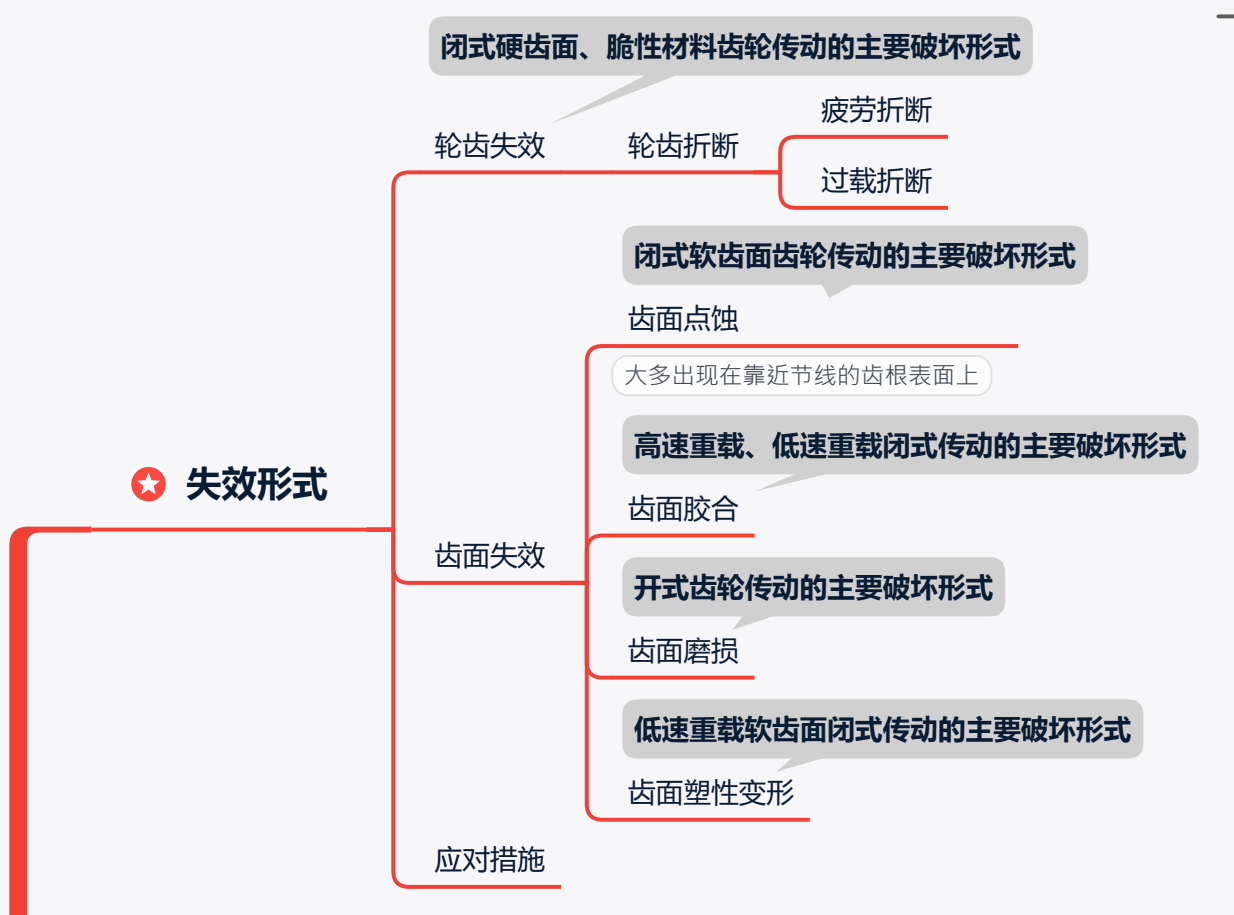 闭式硬齿面、脆性材料齿轮传动的主要破坏形式
疲劳折断
轮齿失效
轮齿折断
过载折断
闭式软齿面齿轮传动的主要破坏形式
齿面点蚀
大多出现在靠近节线的齿根表面上
高速重载、低速重载闭式传动的主要破坏形式
失效形式
齿面胶合
齿面失效
开式齿轮传动的主要破坏形式
齿面磨损
低速重载软齿面闭式传动的主要破坏形式
齿面塑性变形
应对措施